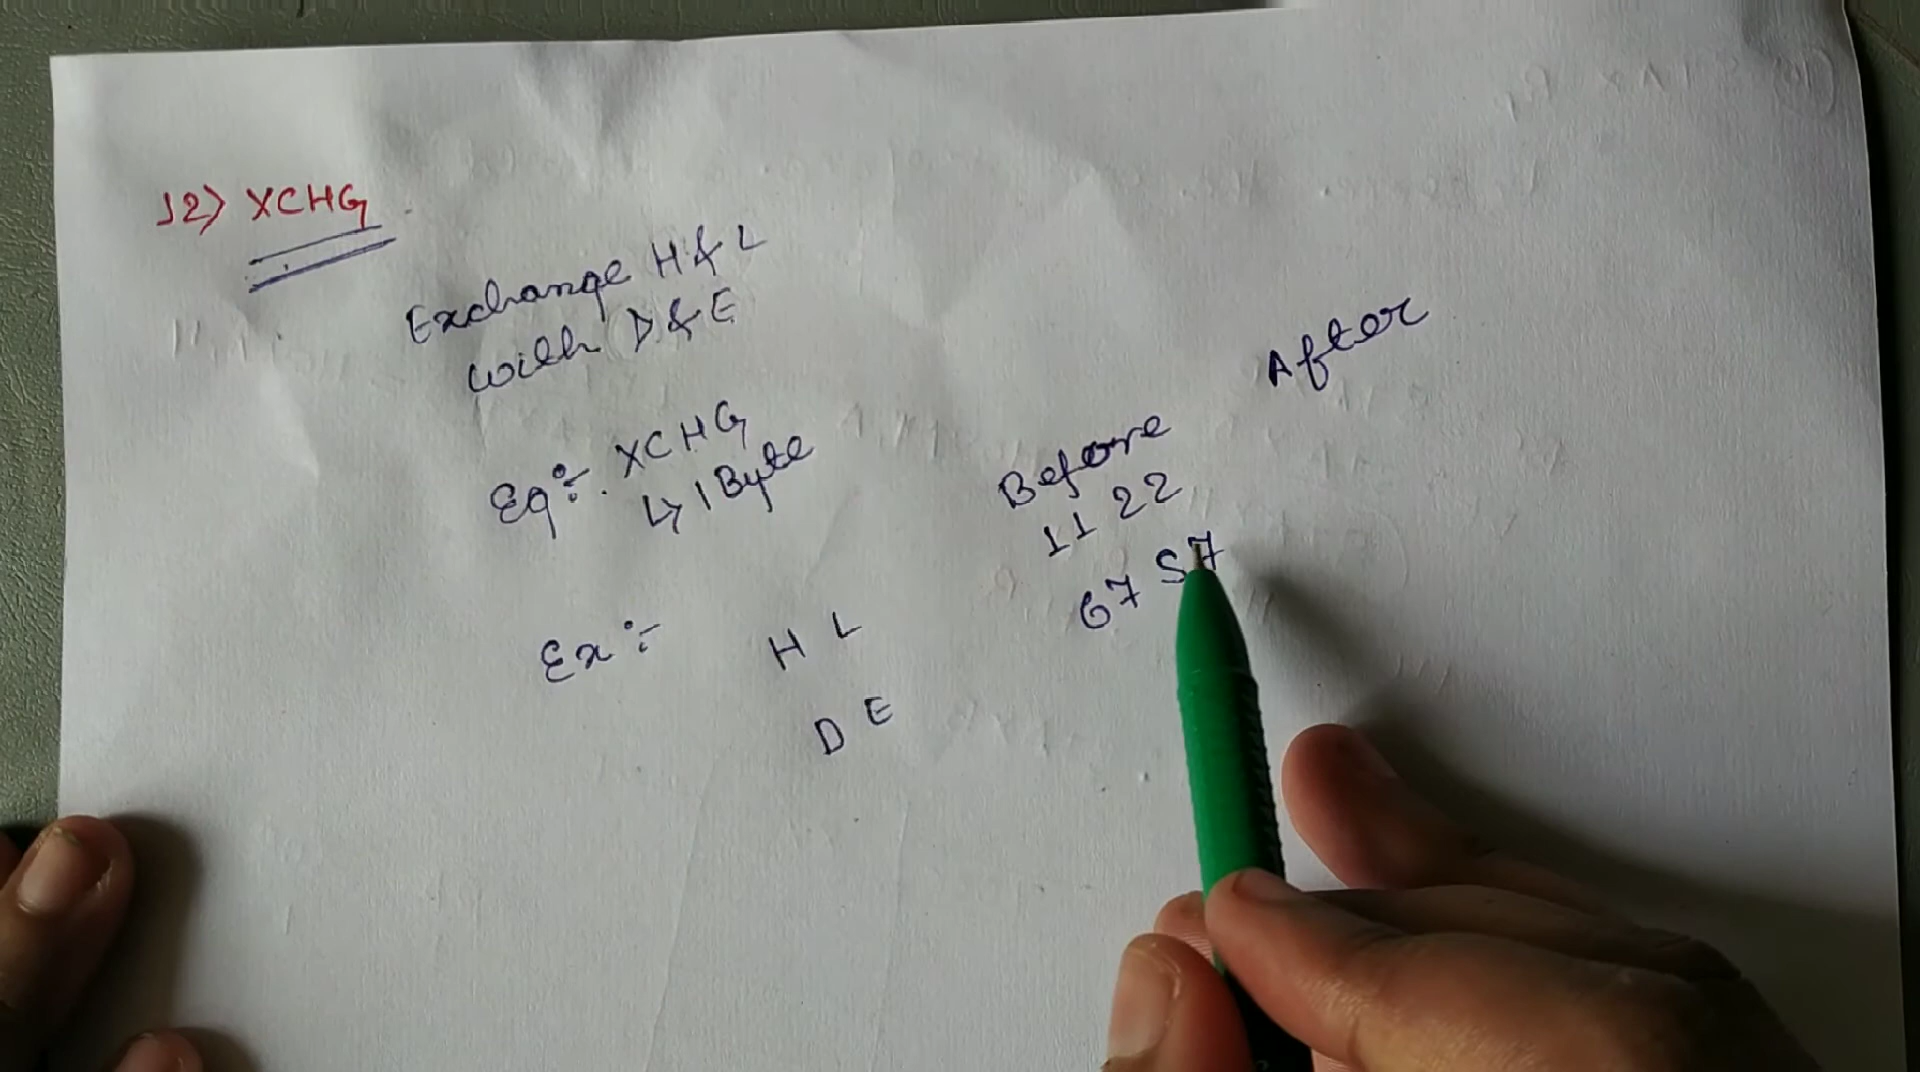 12) XCHG
Exchange H & L
with D & E
Eg:- XCHG
↳ 1 Byte
Before After
11 22
67 57
Ex:- H L
D E